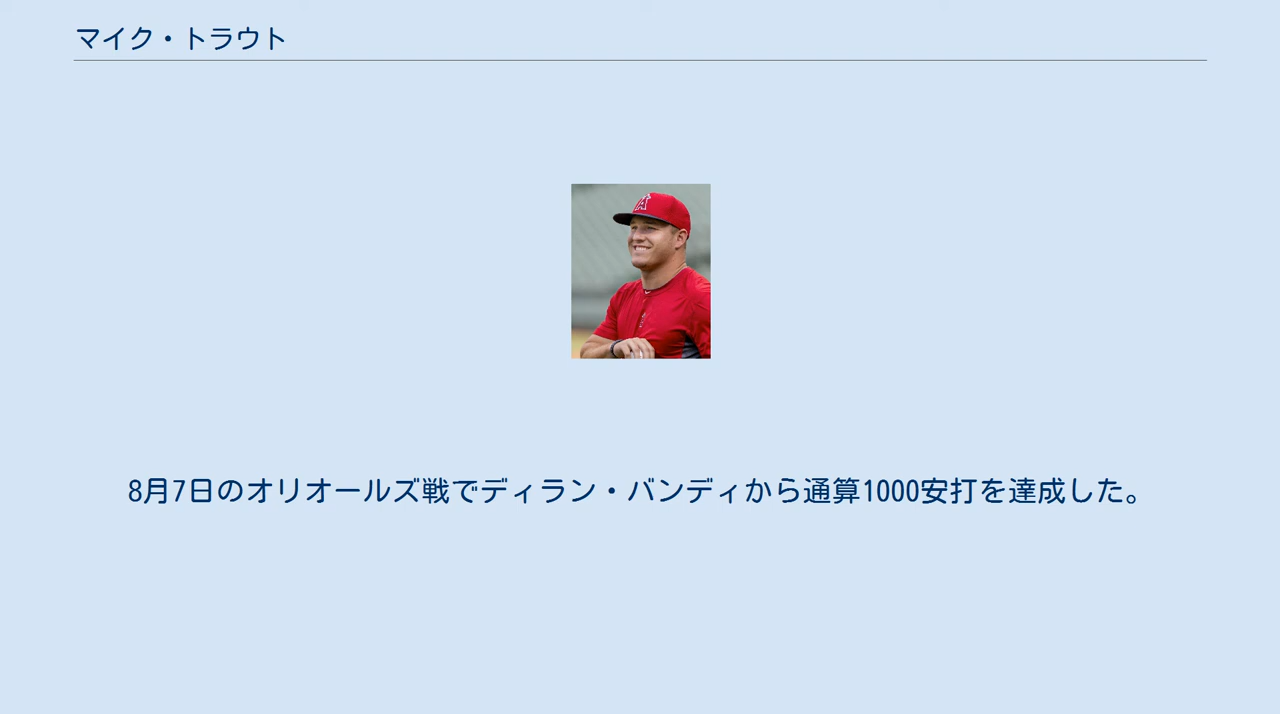 マイク・トラウト
8月7日のオリオールズ戦でディラン・バンディから通算1000安打を達成した。